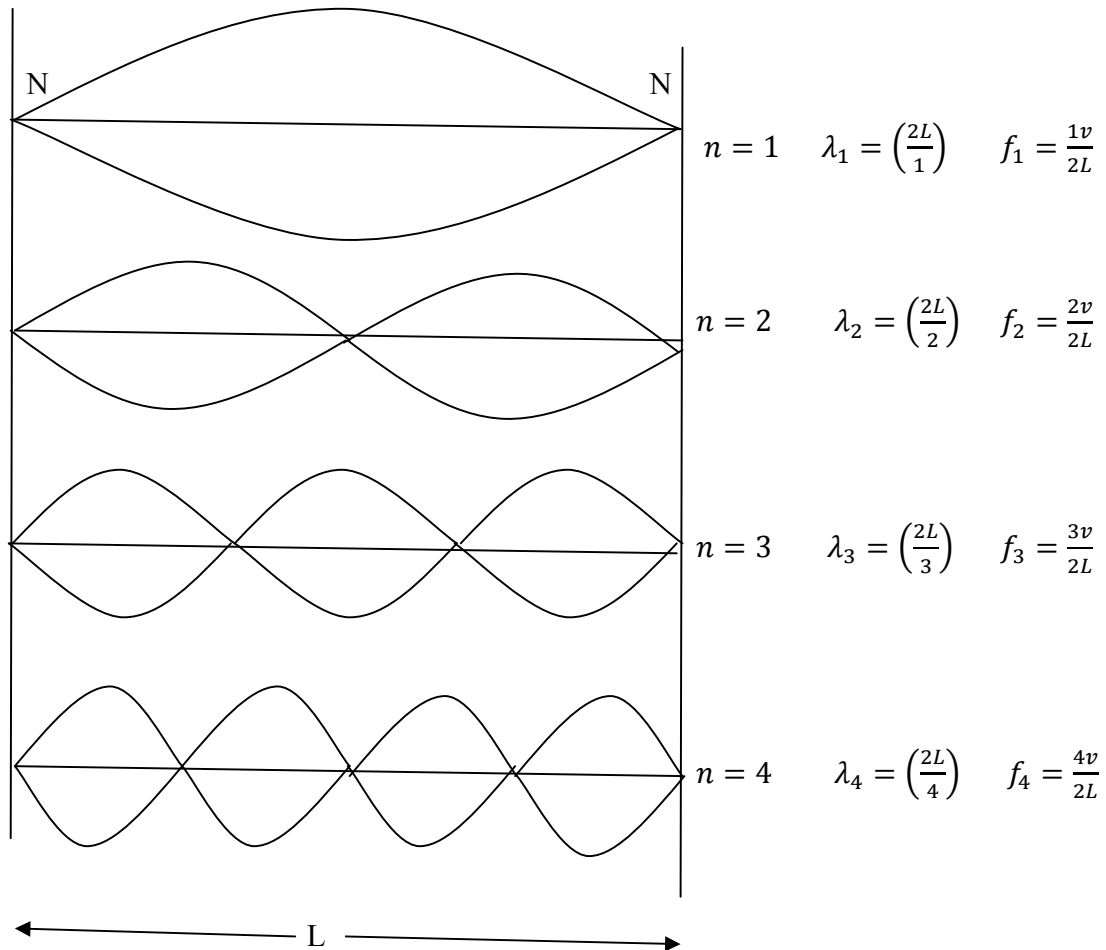 N N
n = 1 λ₁ = (2L/1) f₁ = 1v/2L
n = 2 λ₂ = (2L/2) f₂ = 2v/2L
n = 3 λ₃ = (2L/3) f₃ = 3v/2L
n = 4 λ₄ = (2L/4) f₄ = 4v/2L
L